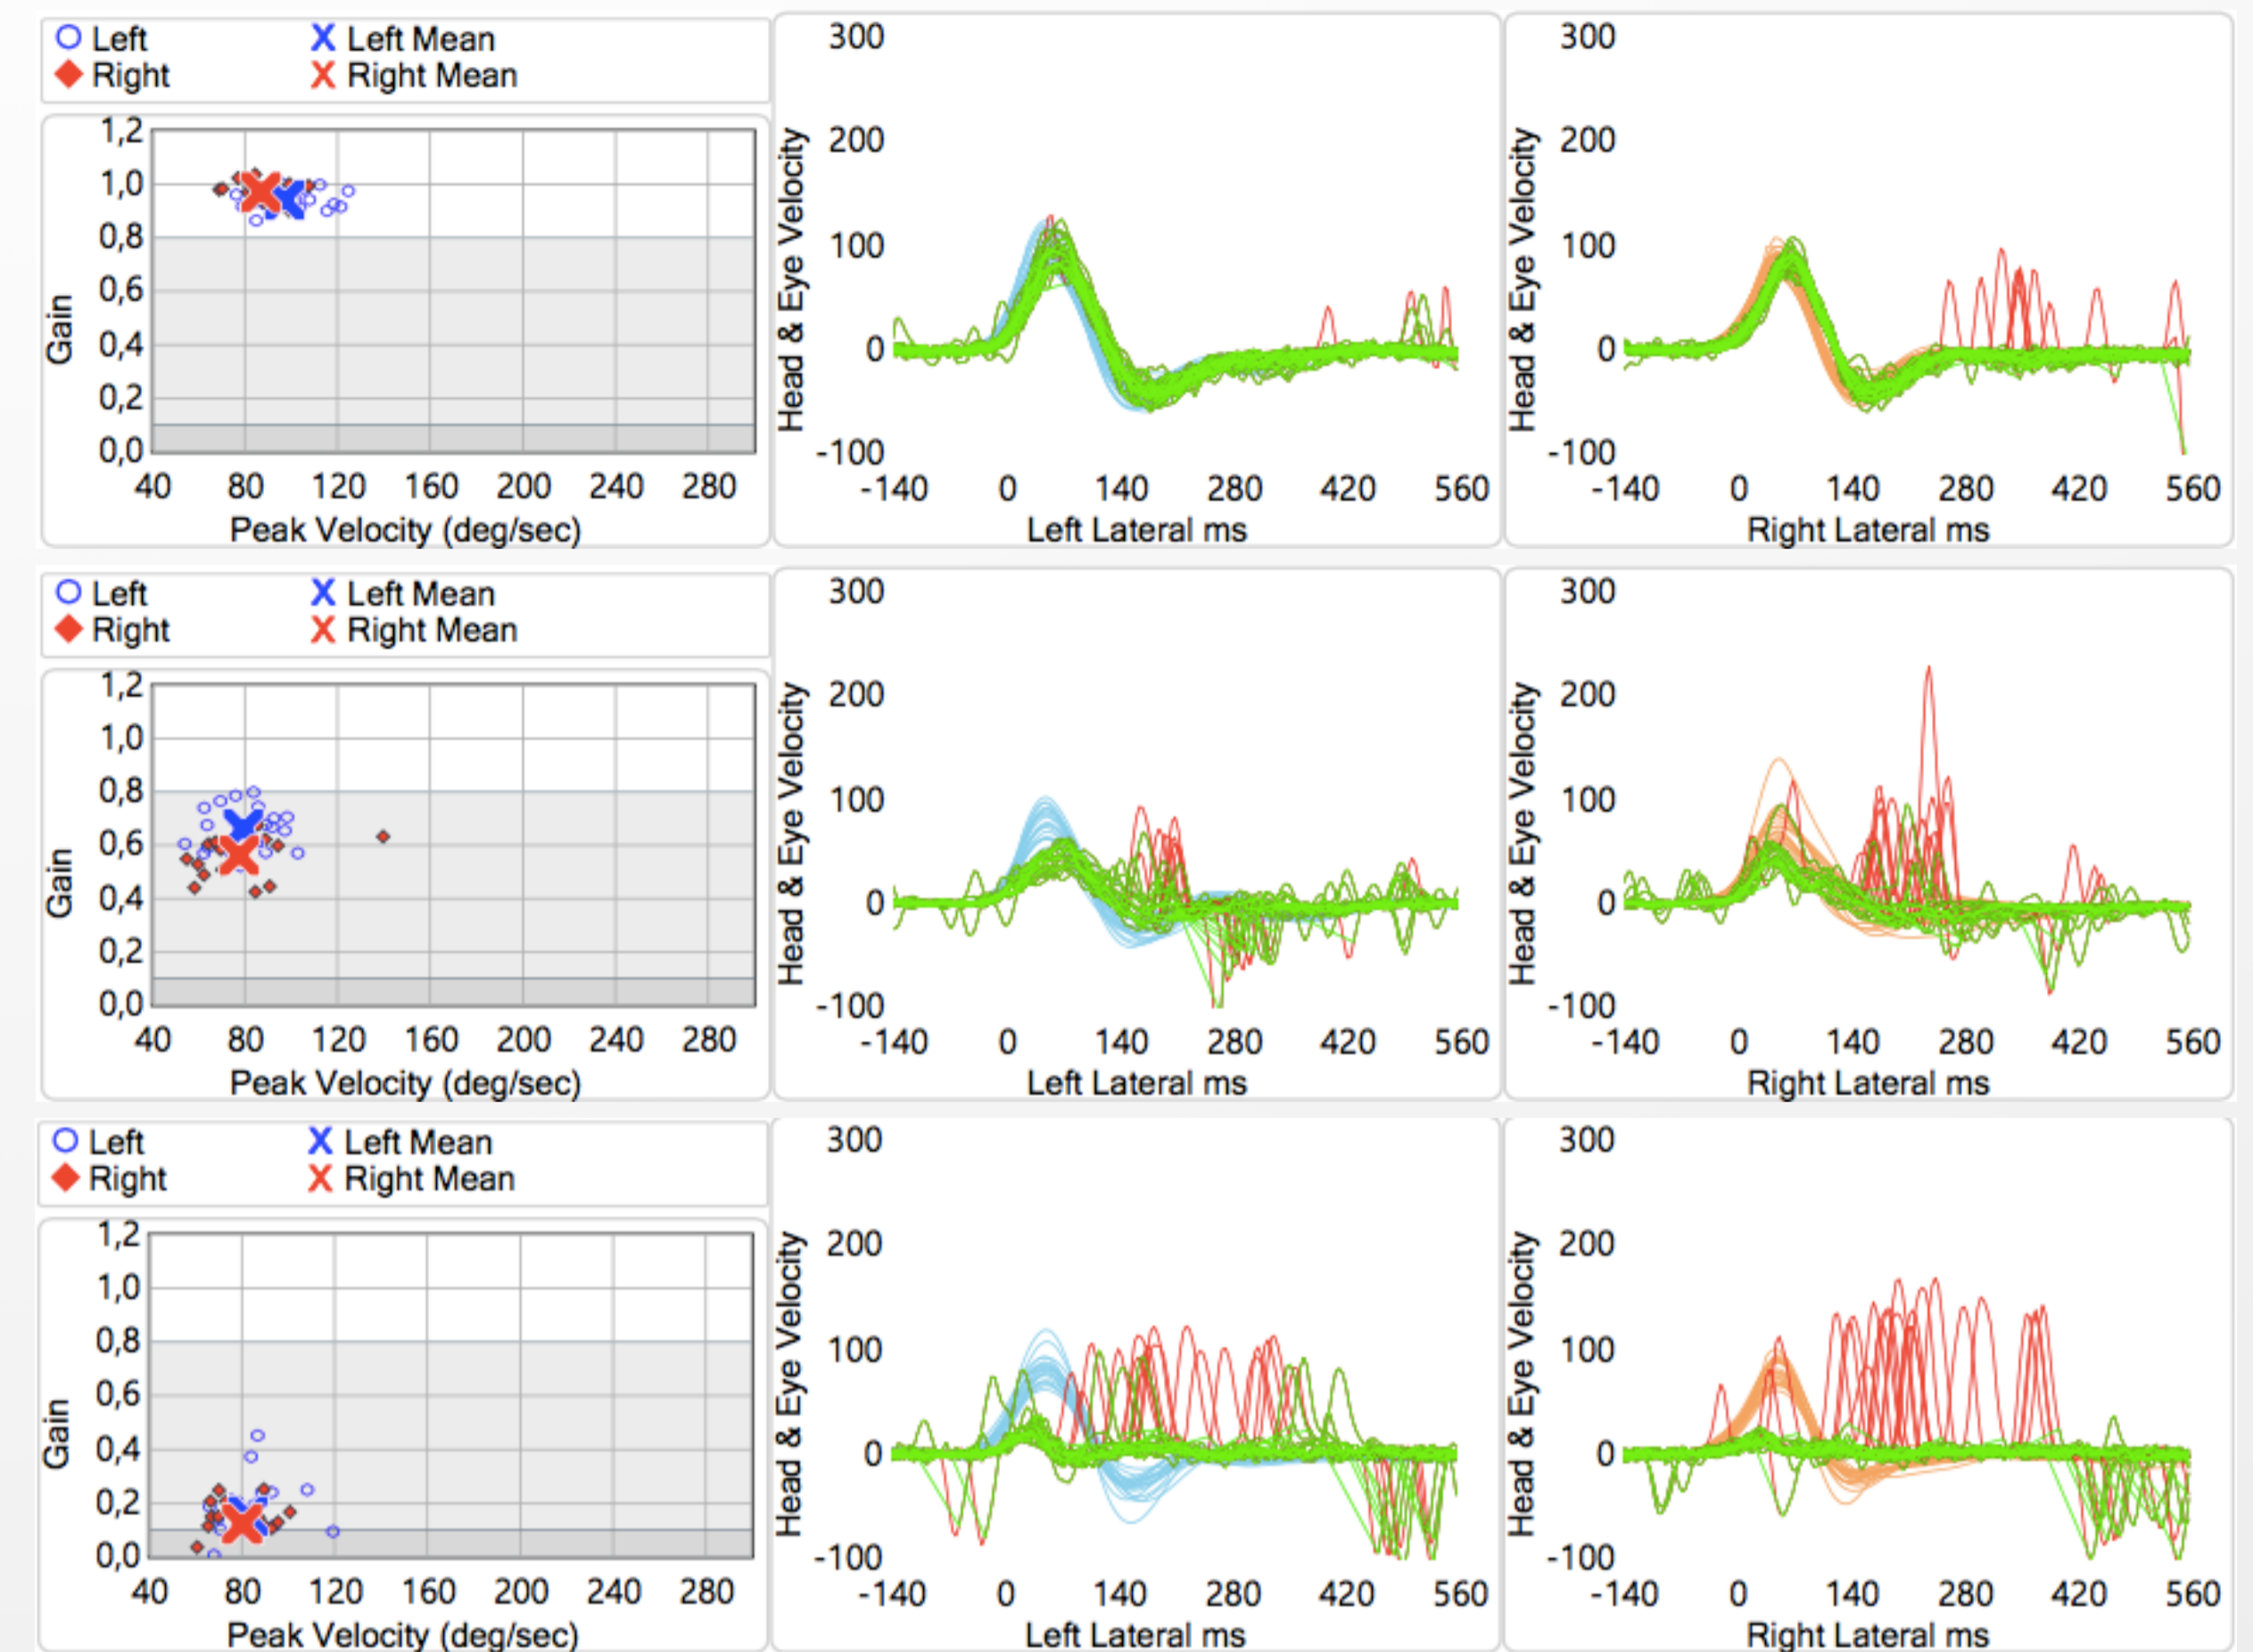 Left Left Mean
Right Right Mean
1,2
1,0
0,8
0,6
0,4
0,2
0,0
Gain
40 80 120 160 200 240 280
Peak Velocity (deg/sec)
300
200
100
0
-100
Head & Eye Velocity
-140 0 140 280 420 560
Left Lateral ms
300
200
100
0
-100
Head & Eye Velocity
-140 0 140 280 420 560
Right Lateral ms
Left Left Mean
Right Right Mean
1,2
1,0
0,8
0,6
0,4
0,2
0,0
Gain
40 80 120 160 200 240 280
Peak Velocity (deg/sec)
300
200
100
0
-100
Head & Eye Velocity
-140 0 140 280 420 560
Left Lateral ms
300
200
100
0
-100
Head & Eye Velocity
-140 0 140 280 420 560
Right Lateral ms
Left Left Mean
Right Right Mean
1,2
1,0
0,8
0,6
0,4
0,2
0,0
Gain
40 80 120 160 200 240 280
Peak Velocity (deg/sec)
300
200
100
0
-100
Head & Eye Velocity
-140 0 140 280 420 560
Left Lateral ms
300
200
100
0
-100
Head & Eye Velocity
-140 0 140 280 420 560
Right Lateral ms